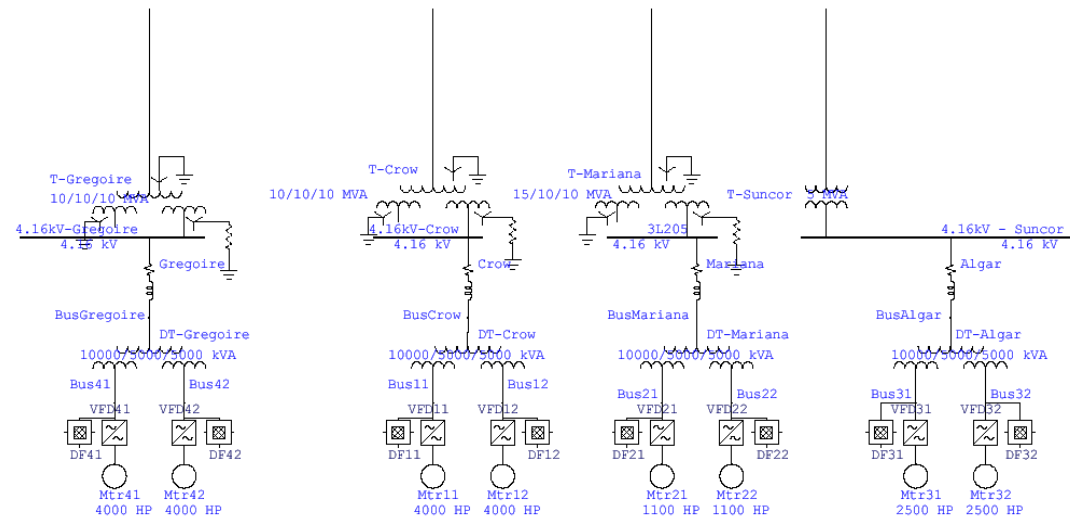 T-Gregoire
10/10/10 MVA
4.16kV-Gregoire
4.16 kV
Gregoire
BusGregoire
DT-Gregoire
10000/5000/5000 kVA
Bus41 Bus42
VFD41 VFD42
DF41 DF42
Mtr41 Mtr42
4000 HP 4000 HP
T-Crow
10/10/10 MVA
4.16kV-Crow
4.16 kV
Crow
BusCrow
DT-Crow
10000/5000/5000 kVA
Bus11 Bus12
VFD11 VFD12
DF11 DF12
Mtr11 Mtr12
4000 HP 4000 HP
T-Mariana
15/10/10 MVA
3L205
4.16 kV
Mariana
BusMariana
DT-Mariana
10000/5000/5000 kVA
Bus21 Bus22
VFD21 VFD22
DF21 DF22
Mtr21 Mtr22
1100 HP 1100 HP
T-Suncor 5 MVA
4.16kV - Suncor
4.16 kV
Algar
BusAlgar
DT-Algar
10000/5000/5000 kVA
Bus31 Bus32
VFD31 VFD32
DF31 DF32
Mtr31 Mtr32
2500 HP 2500 HP